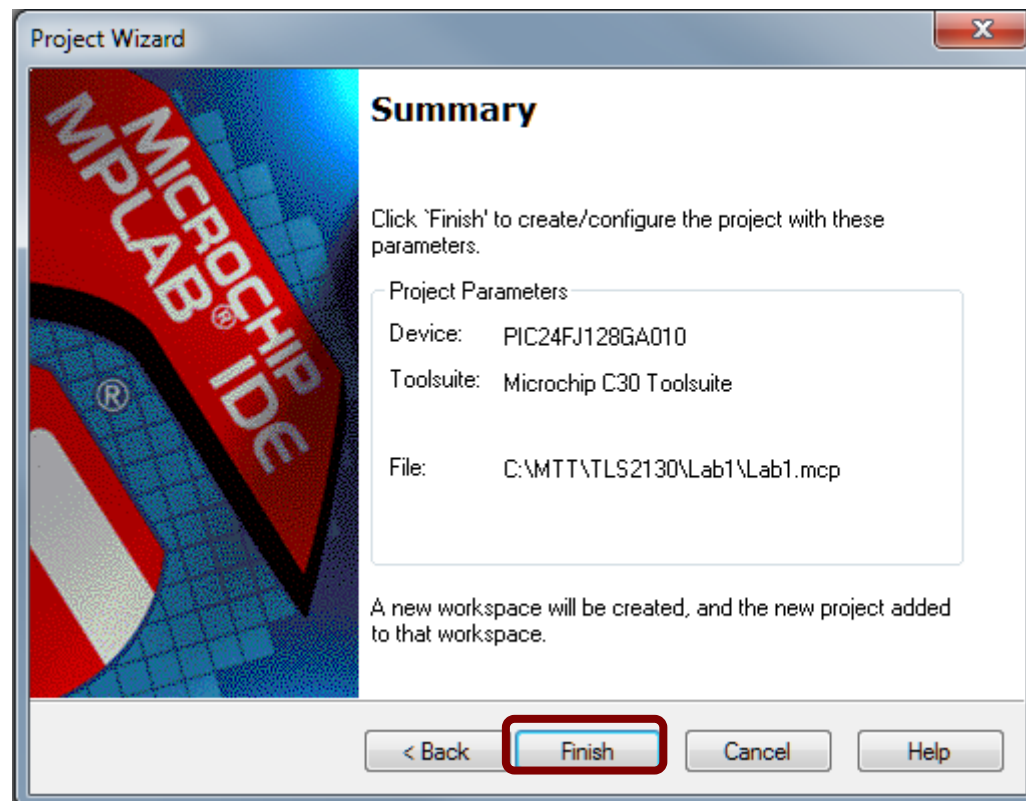 Project Wizard
x
MICROCHIP
MPLAB® IDE
®
Summary
Click `Finish' to create/configure the project with these
parameters.
Project Parameters
Device: PIC24FJ128GA010
Toolsuite: Microchip C30 Toolsuite
File: C:\MTT\TLS2130\Lab1\Lab1.mcp
A new workspace will be created, and the new project added
to that workspace.
< Back Finish Cancel Help